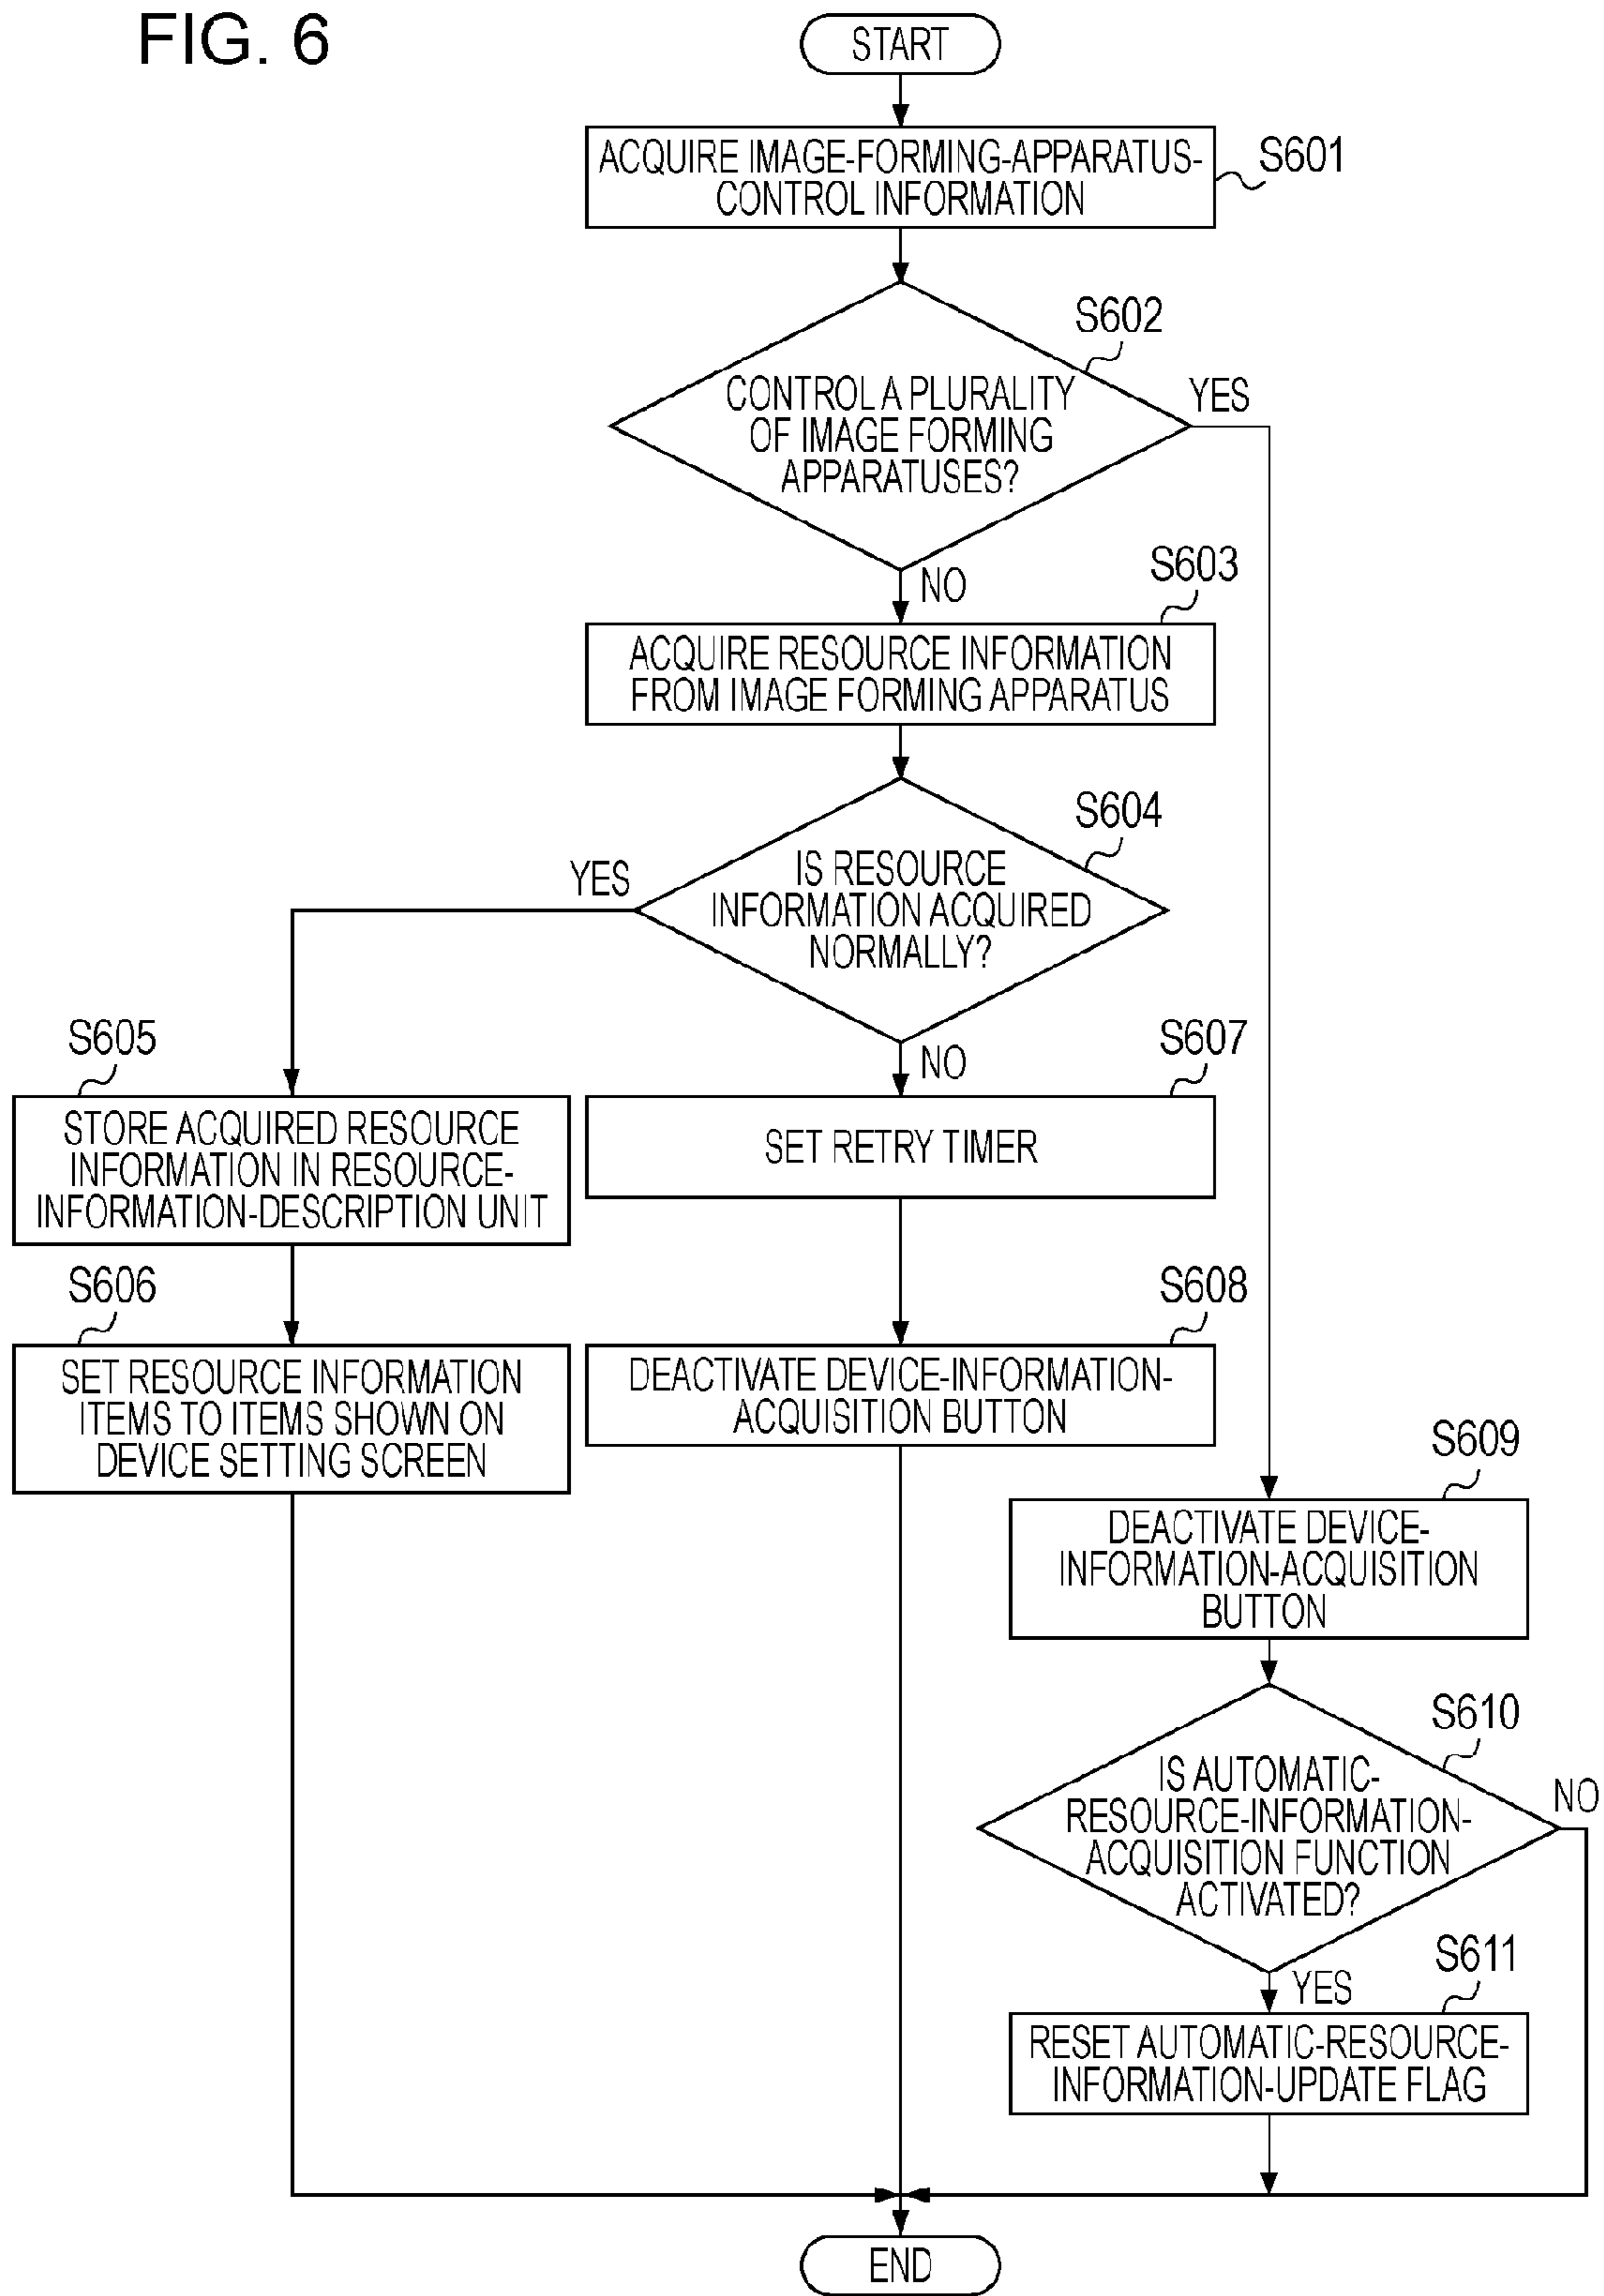 FIG. 6
START
ACQUIRE IMAGE-FORMING-APPARATUS-
CONTROL INFORMATION
S601
S602
CONTROL A PLURALITY
OF IMAGE FORMING
APPARATUSES?
YES
NO
S603
ACQUIRE RESOURCE INFORMATION
FROM IMAGE FORMING APPARATUS
S604
IS RESOURCE
INFORMATION ACQUIRED
NORMALLY?
YES
NO
S605
STORE ACQUIRED RESOURCE
INFORMATION IN RESOURCE-
INFORMATION-DESCRIPTION UNIT
S607
SET RETRY TIMER
S606
SET RESOURCE INFORMATION
ITEMS TO ITEMS SHOWN ON
DEVICE SETTING SCREEN
S608
DEACTIVATE DEVICE-INFORMATION-
ACQUISITION BUTTON
S609
DEACTIVATE DEVICE-
INFORMATION-ACQUISITION
BUTTON
S610
IS AUTOMATIC-
RESOURCE-INFORMATION-
ACQUISITION FUNCTION
ACTIVATED?
NO
YES
S611
RESET AUTOMATIC-RESOURCE-
INFORMATION-UPDATE FLAG
END